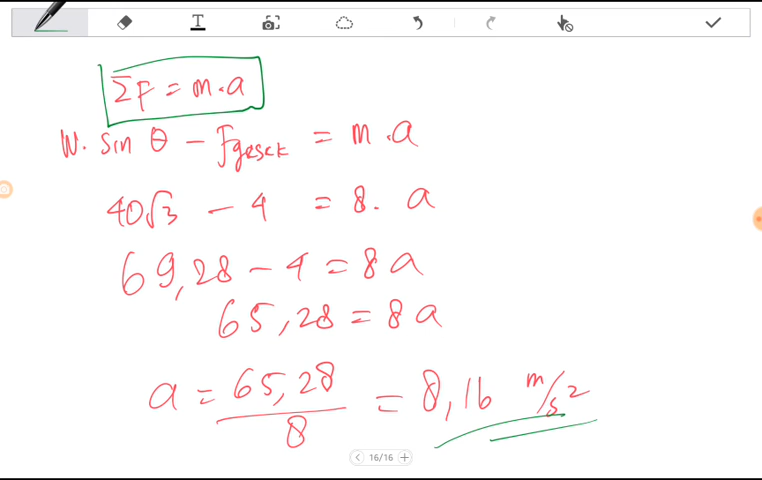 ΣF = m.a
W. sin θ - fgesek = m.a
40√3 - 4 = 8. a
69,28 - 4 = 8a
65,28 = 8a
a = 65,28/8 = 8,16 m/s2
16/16